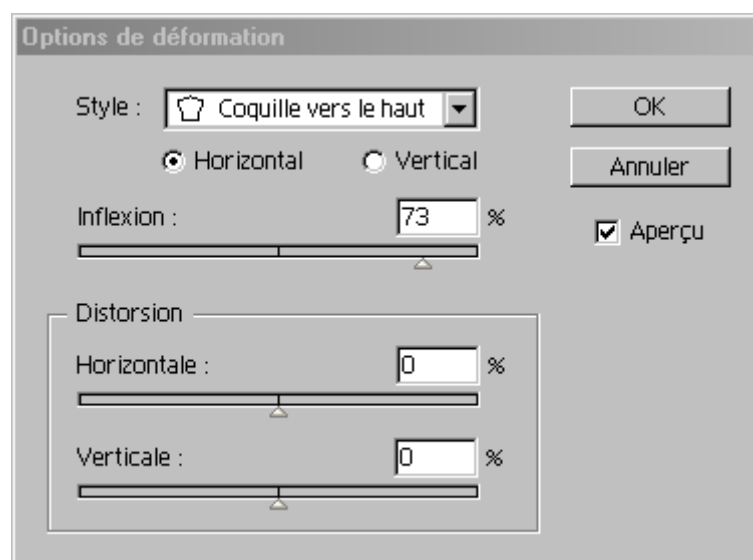 Options de déformation
Style : Coquille vers le haut OK
Horizontal Vertical Annuler
Inflexion : 73 % Aperçu
Distorsion
Horizontale : 0 %
Verticale : 0 %